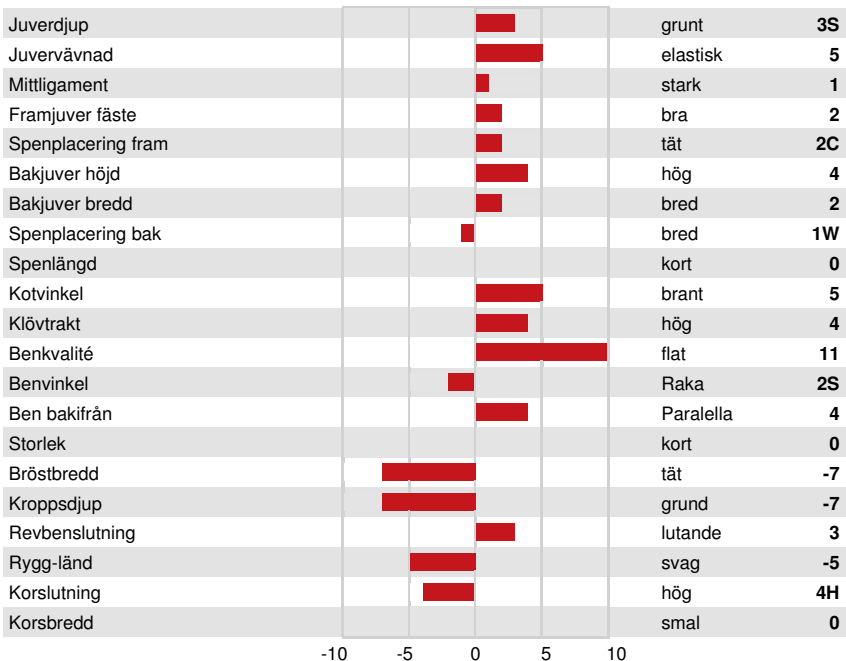 Juverdjup grunt 3S
Juvervävnad elastisk 5
Mittligament stark 1
Framjuver fäste bra 2
Spenplacering fram tät 2C
Bakjuver höjd hög 4
Bakjuver bredd bred 2
Spenplacering bak bred 1W
Spenlängd kort 0
Kotvinkel brant 5
Klövtrakt hög 4
Benkvalité flat 11
Benvinkel Raka 2S
Ben bakifrån Paralella 4
Storlek kort 0
Bröstbredd tät -7
Kroppsdjup grund -7
Revbenslutning lutande 3
Rygg-länd svag -5
Korslutning hög 4H
Korsbredd smal 0
-10 -5 0 5 10